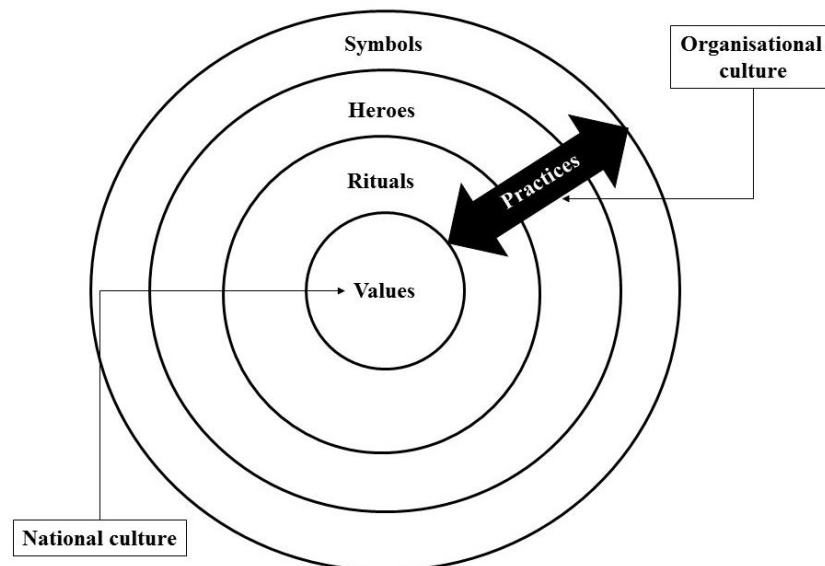 Symbols
Organisational
culture
Heroes
Practices
Rituals
Values
National culture